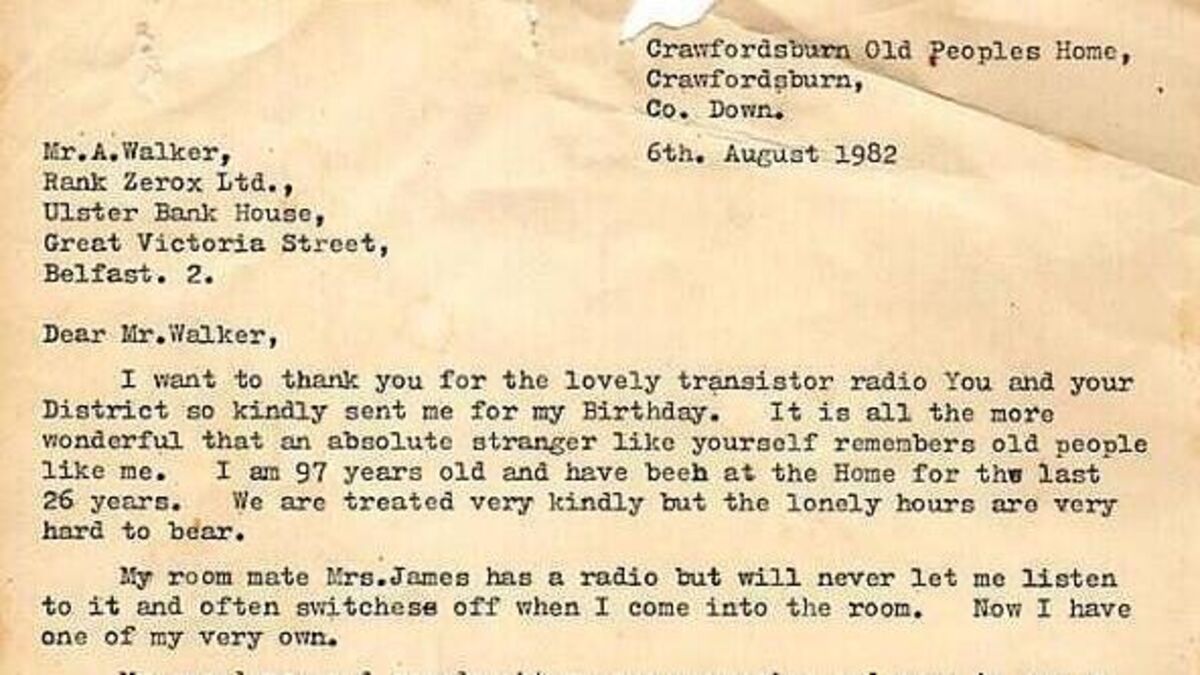 Crawfordsburn Old Peoples Home,
Crawfordsburn,
Co. Down.
6th. August 1982
Mr.A.Walker,
Rank Zerox Ltd.,
Ulster Bank House,
Great Victoria Street,
Belfast. 2.
Dear Mr.Walker,
I want to thank you for the lovely transistor radio You and your
District so kindly sent me for my Birthday. It is all the more
wonderful that an absolute stranger like yourself remembers old people
like me. I am 97 years old and have beeh at the Home for the last
26 years. We are treated very kindly but the lonely hours are very
hard to bear.
My room mate Mrs.James has a radio but will never let me listen
to it and often switches off when I come into the room. Now I have
one of my very own.